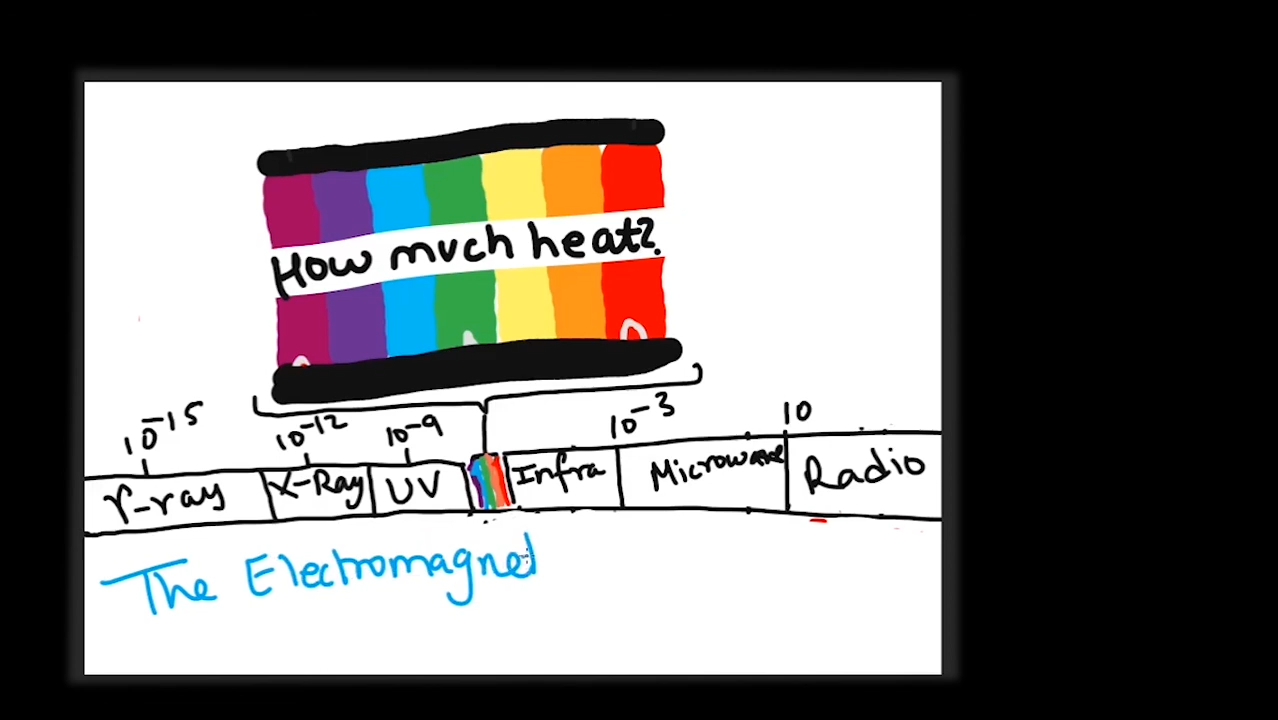 How much heat?
10^-15 10^-12 10^-9 10^-3 10
r-ray X-Ray UV Infra Microwave Radio
The Electromagnet